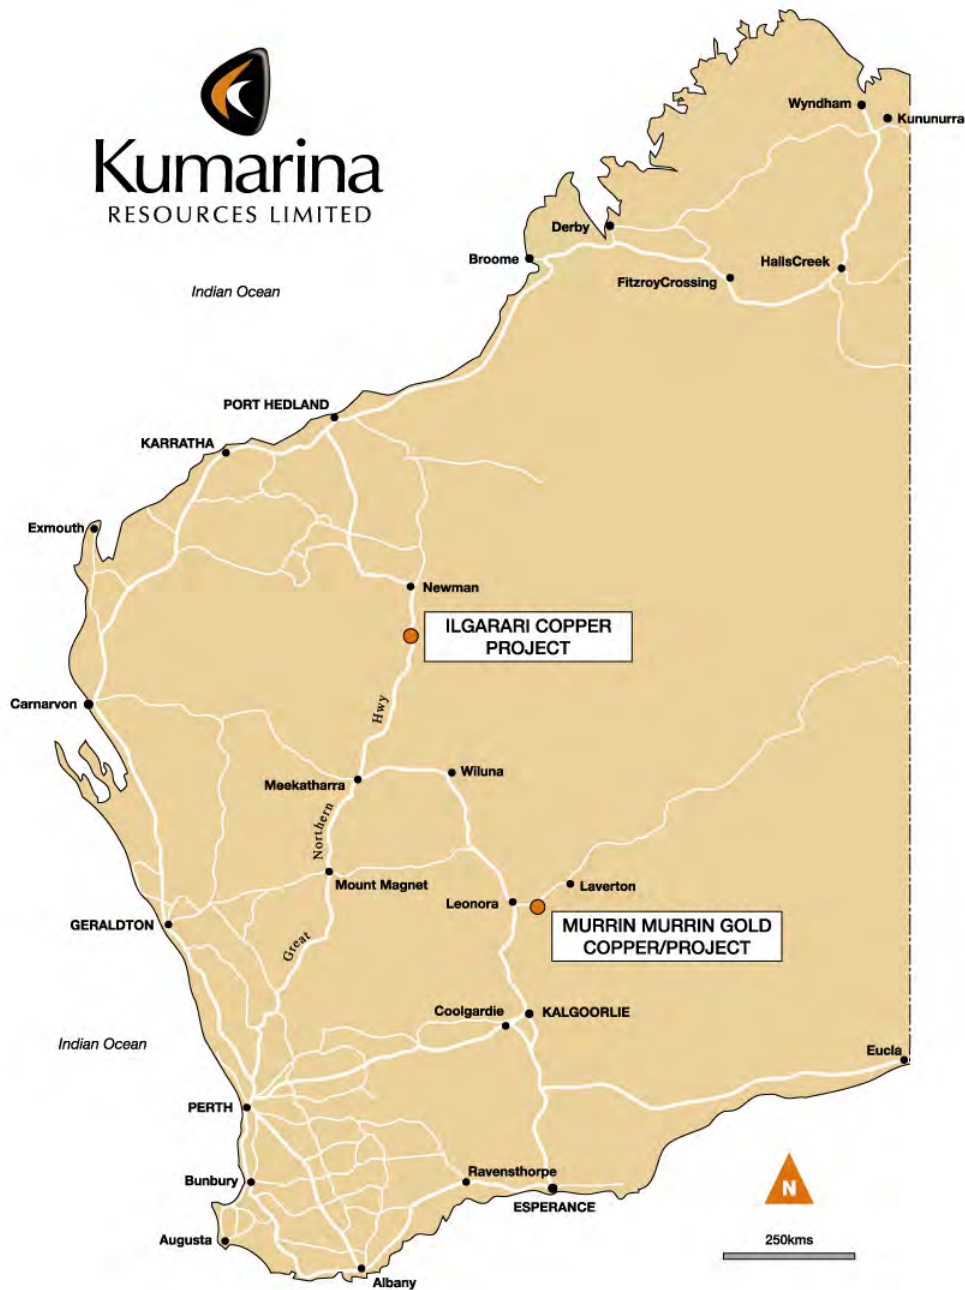 Kumarina
RESOURCES LIMITED
Wyndham
Kununurra
Derby
Broome
HallsCreek
FitzroyCrossing
Indian Ocean
PORT HEDLAND
KARRATHA
Exmouth
Newman
ILGARARI COPPER
PROJECT
Carnarvon
Hwy
Wiluna
Meekatharra
Northern
Mount Magnet
Laverton
Leonora
GERALDTON
MURRIN MURRIN GOLD
COPPER/PROJECT
Great
Coolgardie
KALGOORLIE
Indian Ocean
Eucla
PERTH
Ravensthorpe
Bunbury
N
ESPERANCE
Augusta
250kms
Albany